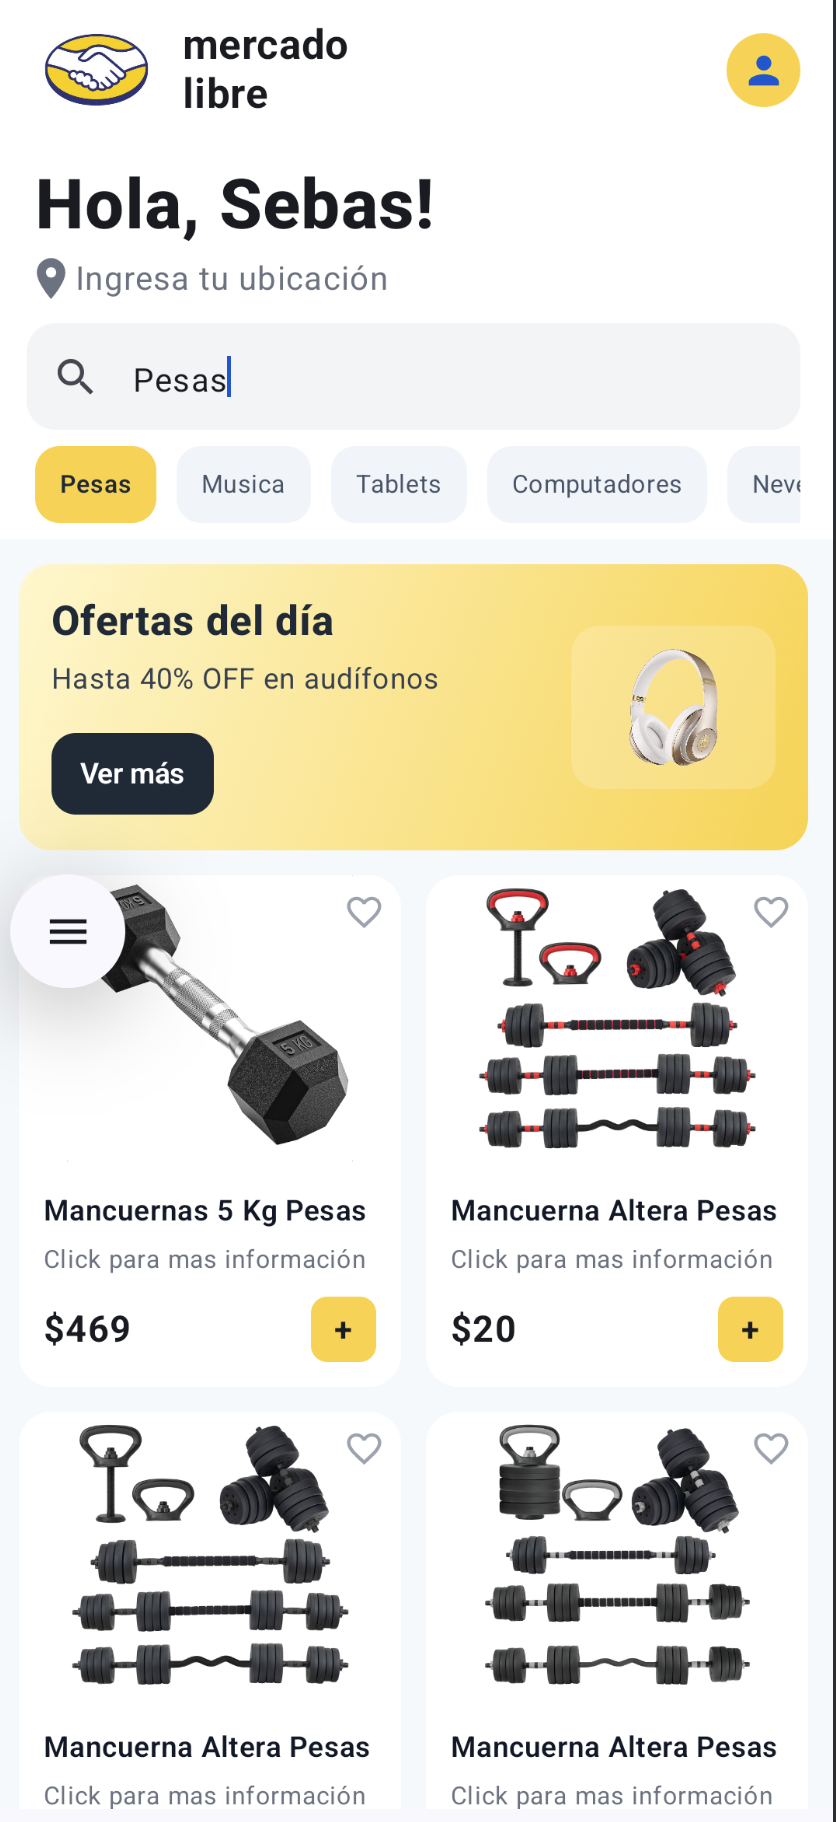 mercado
libre
Hola, Sebas!
Ingresa tu ubicación
Pesas
Pesas Musica Tablets Computadores Neve
Ofertas del día
Hasta 40% OFF en audífonos
Ver más
5 KG
Mancuernas 5 Kg Pesas
Click para mas información
$469
+
Mancuerna Altera Pesas
Click para mas información
$20
+
Mancuerna Altera Pesas
Click para mas información
Mancuerna Altera Pesas
Click para mas información